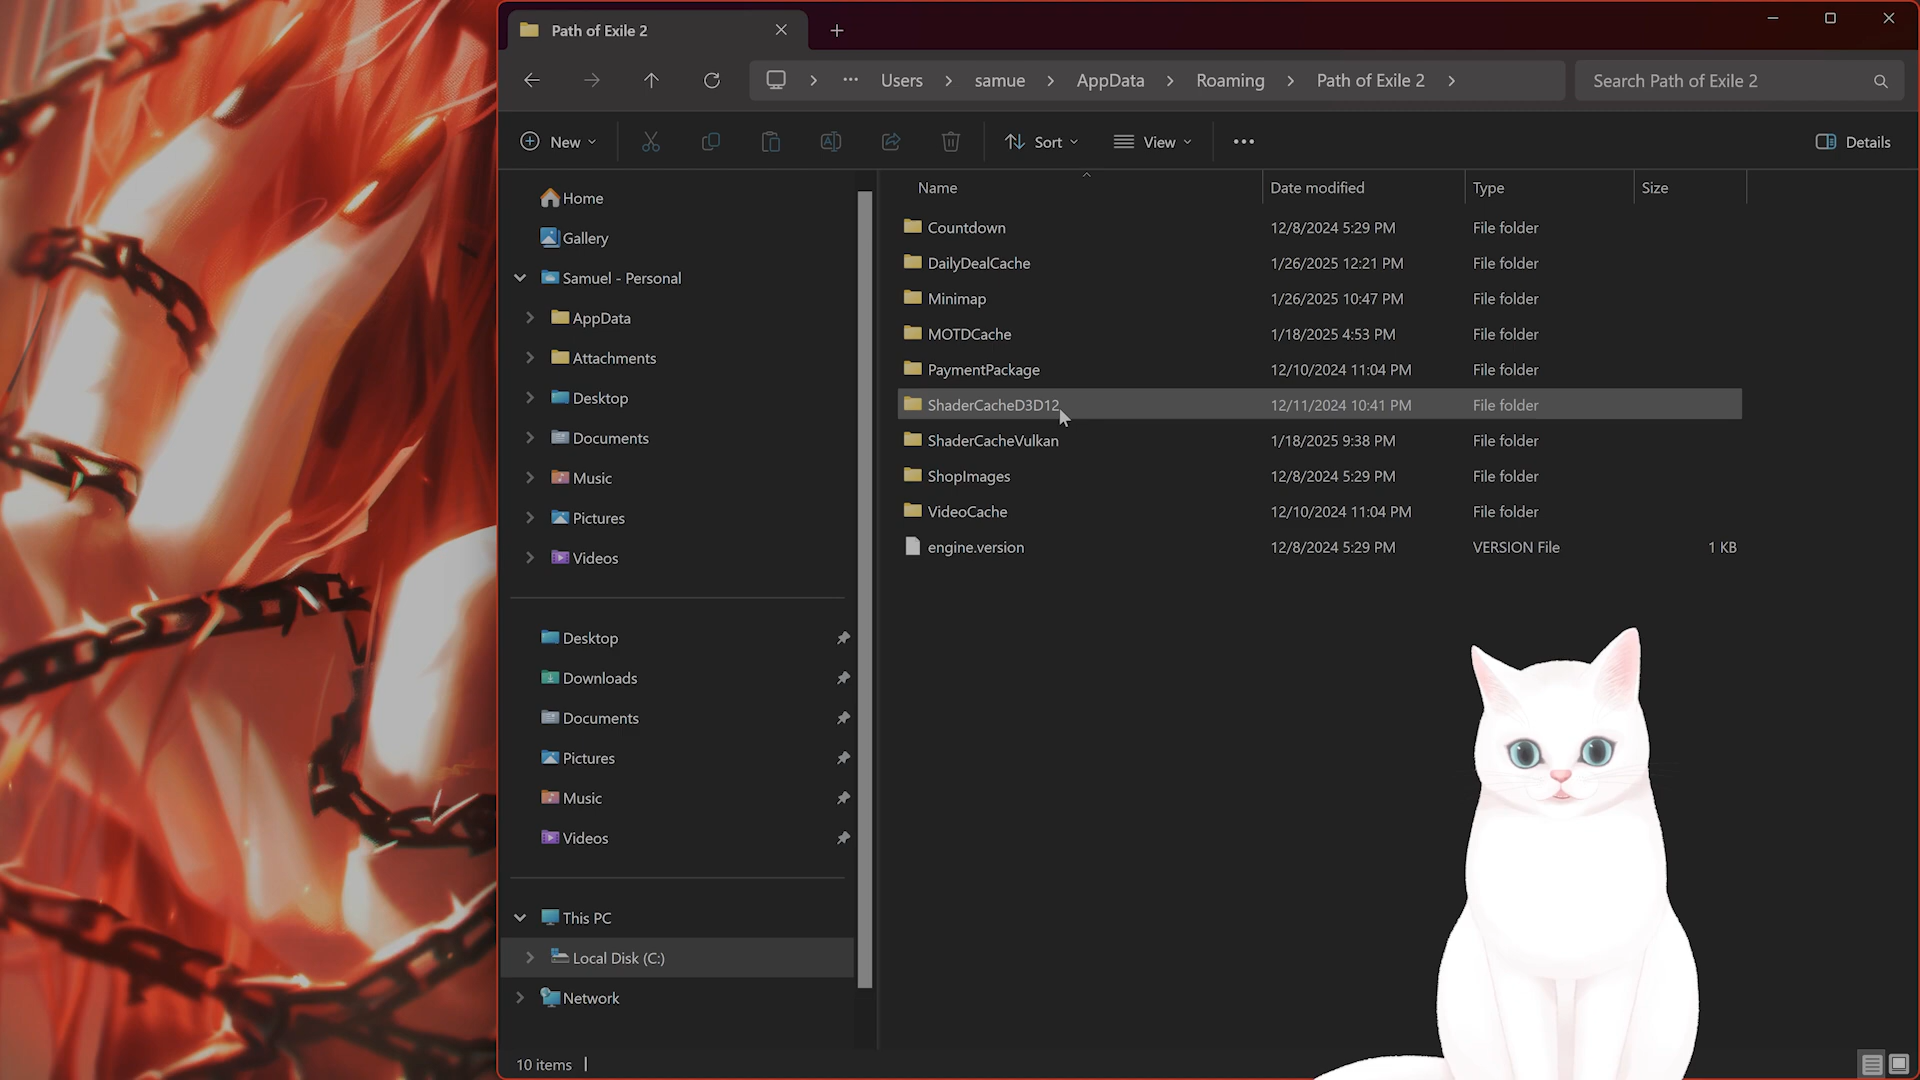 Path of Exile 2
Users
samue
AppData
Roaming
Path of Exile 2
Search Path of Exile 2
New
Sort
View
Details
Name
Date modified
Type
Size
Home
Gallery
Samuel - Personal
AppData
Attachments
Desktop
Documents
Music
Pictures
Videos
Desktop
Downloads
Documents
Pictures
Music
Videos
This PC
Local Disk (C:)
Network
Countdown 12/8/2024 5:29 PM File folder
DailyDealCache 1/26/2025 12:21 PM File folder
Minimap 1/26/2025 10:47 PM File folder
MOTDCache 1/18/2025 4:53 PM File folder
PaymentPackage 12/10/2024 11:04 PM File folder
ShaderCacheD3D12 12/11/2024 10:41 PM File folder
ShaderCacheVulkan 1/18/2025 9:38 PM File folder
ShopImages 12/8/2024 5:29 PM File folder
VideoCache 12/10/2024 11:04 PM File folder
engine.version 12/8/2024 5:29 PM VERSION File 1 KB
10 items